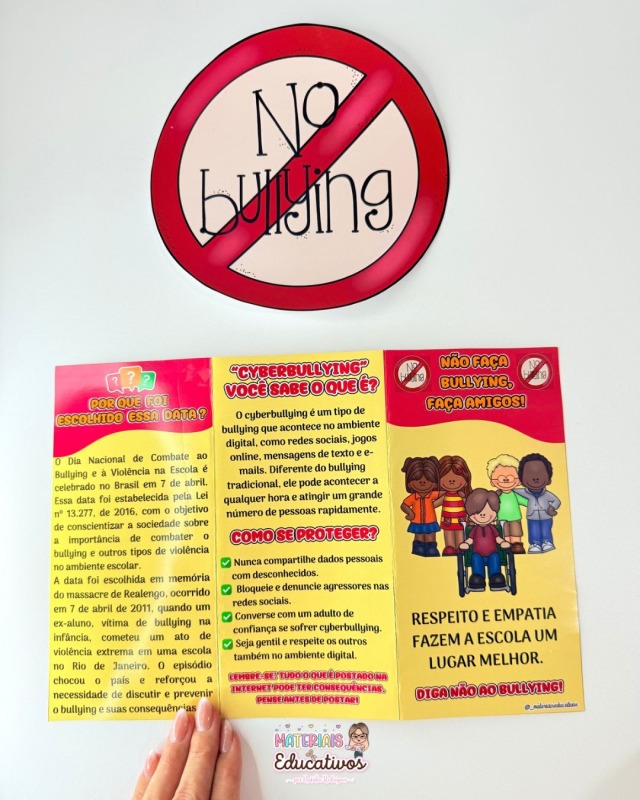 No
bullying
? ? ?
POR QUE FOI
ESCOLHIDO ESSA DATA?
O Dia Nacional de Combate ao
Bullying e à Violência na Escola é
celebrado no Brasil em 7 de abril.
Essa data foi estabelecida pela Lei
nº 13.277, de 2016, com o objetivo
de conscientizar a sociedade sobre
a importância de combater o
bullying e outros tipos de violência
no ambiente escolar.
A data foi escolhida em memória
do massacre de Realengo, ocorrido
em 7 de abril de 2011, quando um
ex-aluno, vítima de bullying na
infância, cometeu um ato de
violência extrema em uma escola
no Rio de Janeiro. O episódio
chocou o país e reforçou a
necessidade de discutir e prevenir
o bullying e suas consequências
"CYBERBULLYING"
VOCÊ SABE O QUE É?
O cyberbullying é um tipo de
bullying que acontece no ambiente
digital, como redes sociais, jogos
online, mensagens de texto e e-
mails. Diferente do bullying
tradicional, ele pode acontecer a
qualquer hora e atingir um grande
número de pessoas rapidamente.
COMO SE PROTEGER?
Nunca compartilhe dados pessoais
com desconhecidos.
Bloqueie e denuncie agressores nas
redes sociais.
Converse com um adulto de
confiança se sofrer cyberbullying.
Seja gentil e respeite os outros
também no ambiente digital.
LEMBRE-SE: TUDO O QUE É POSTADO NA
INTERNET PODE TER CONSEQUÊNCIAS.
PENSE ANTES DE POSTAR!
No
bullying
NÃO FAÇA
BULLYING,
FAÇA AMIGOS!
No
bullying
RESPEITO E EMPATIA
FAZEM A ESCOLA UM
LUGAR MELHOR.
DIGA NÃO AO BULLYING!
MATERIAIS
Educativos